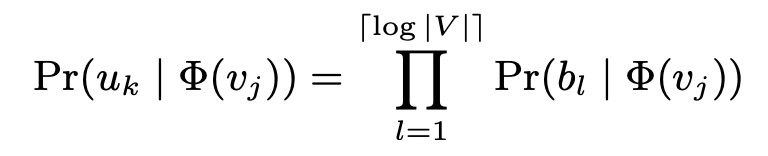 Pr(u_k | Φ(v_j)) = ∏_{l=1}^{⌈log |V|⌉} Pr(b_l | Φ(v_j))